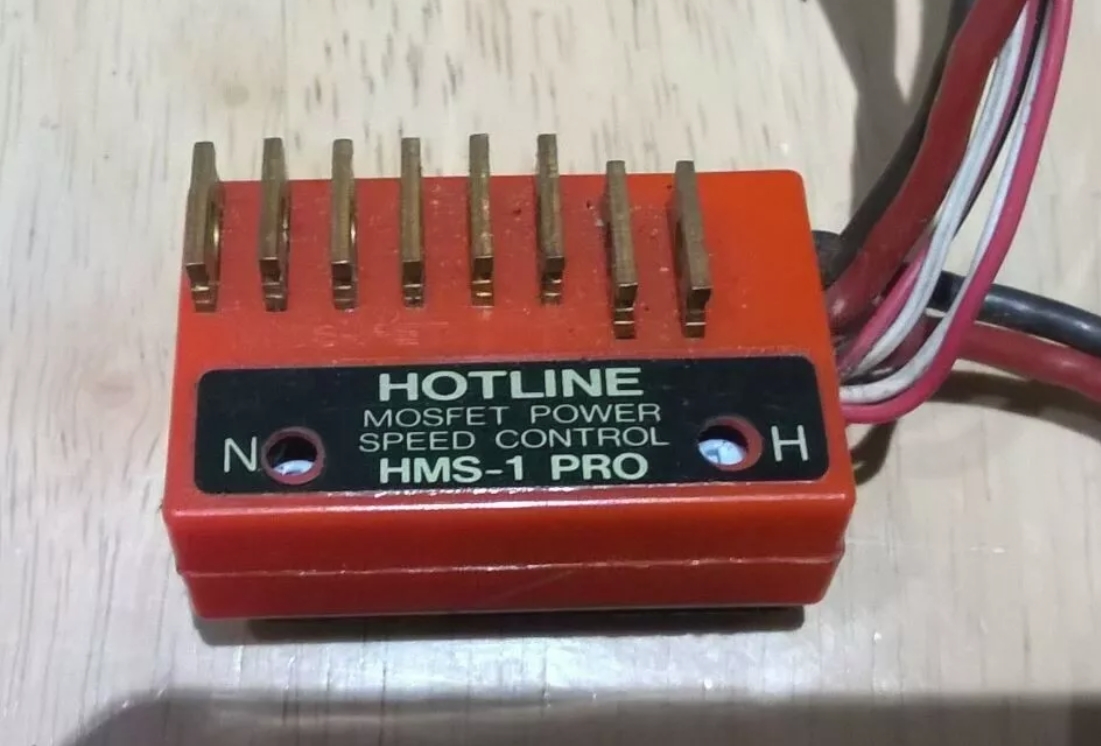 HOTLINE
MOSFET POWER
SPEED CONTROL
N H
HMS-1 PRO